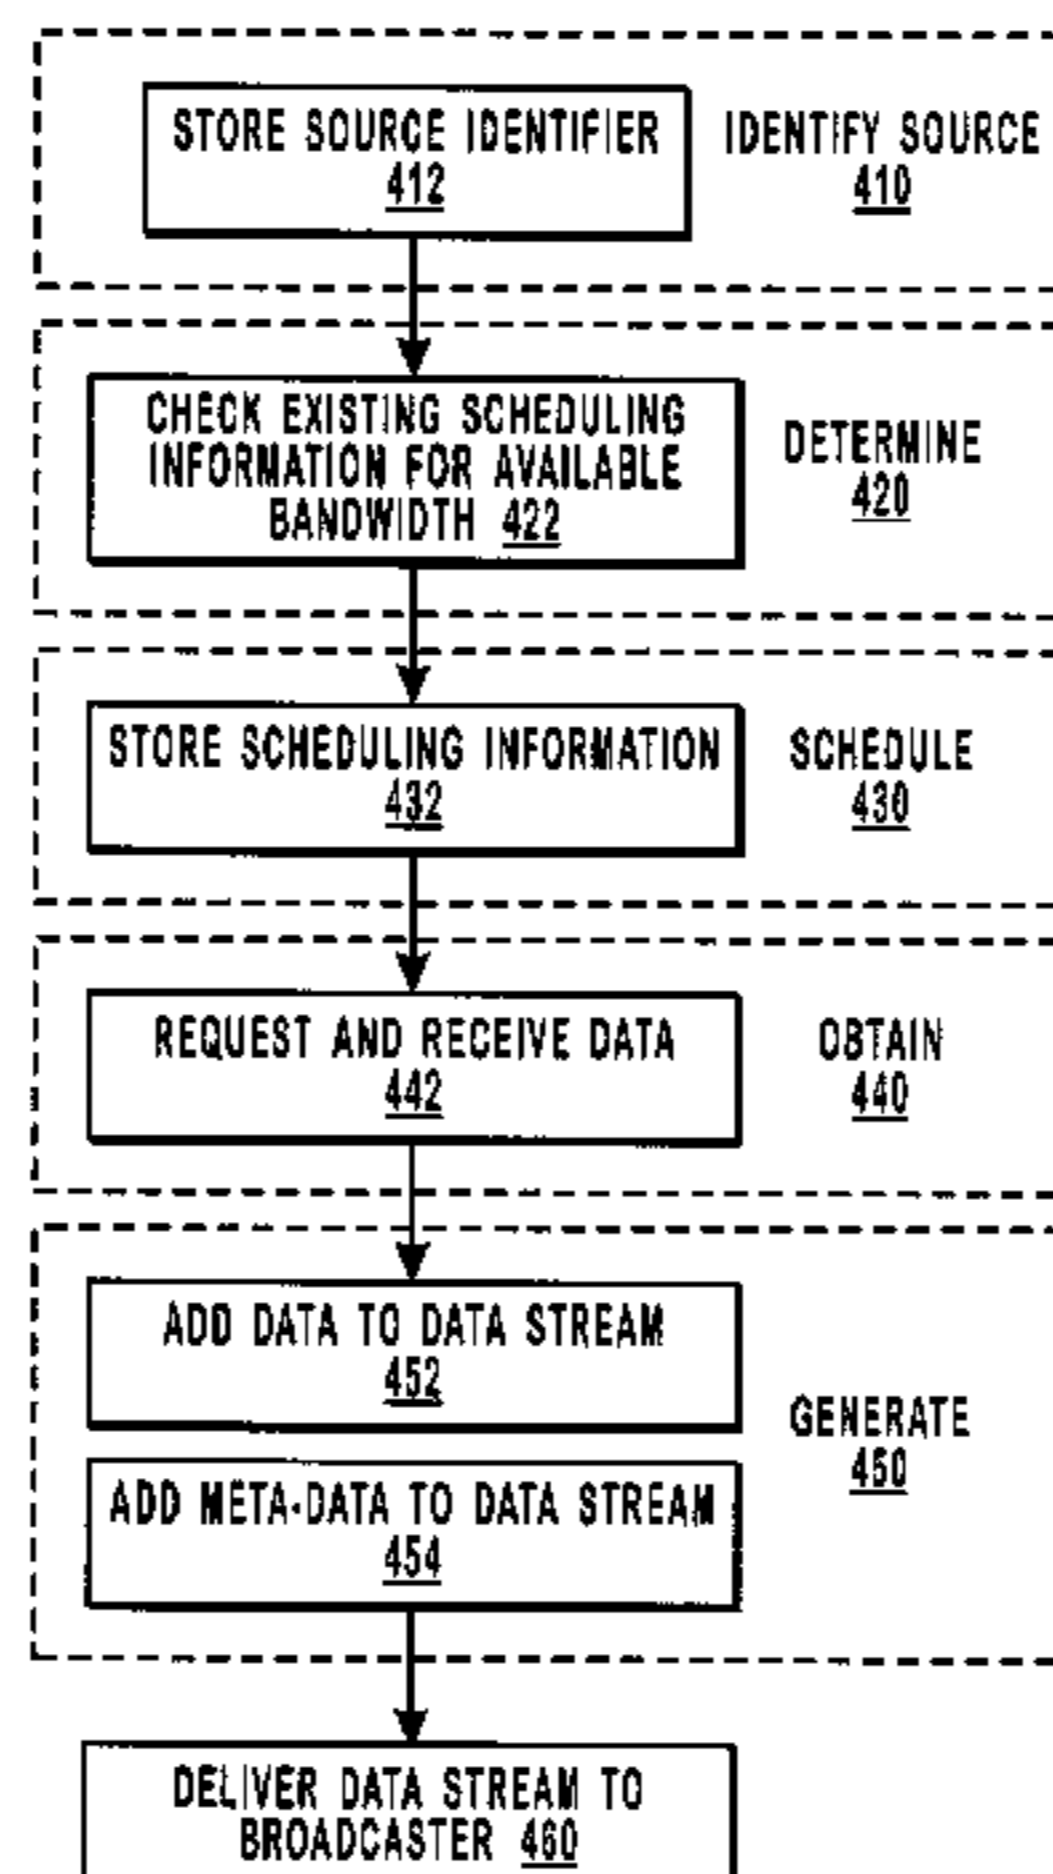 STORE SOURCE IDENTIFIER
412
IDENTIFY SOURCE
410
CHECK EXISTING SCHEDULING
INFORMATION FOR AVAILABLE
BANDWIDTH 422
DETERMINE
420
STORE SCHEDULING INFORMATION
432
SCHEDULE
430
REQUEST AND RECEIVE DATA
442
OBTAIN
440
ADD DATA TO DATA STREAM
452
ADD META-DATA TO DATA STREAM
454
GENERATE
450
DELIVER DATA STREAM TO
BROADCASTER 460